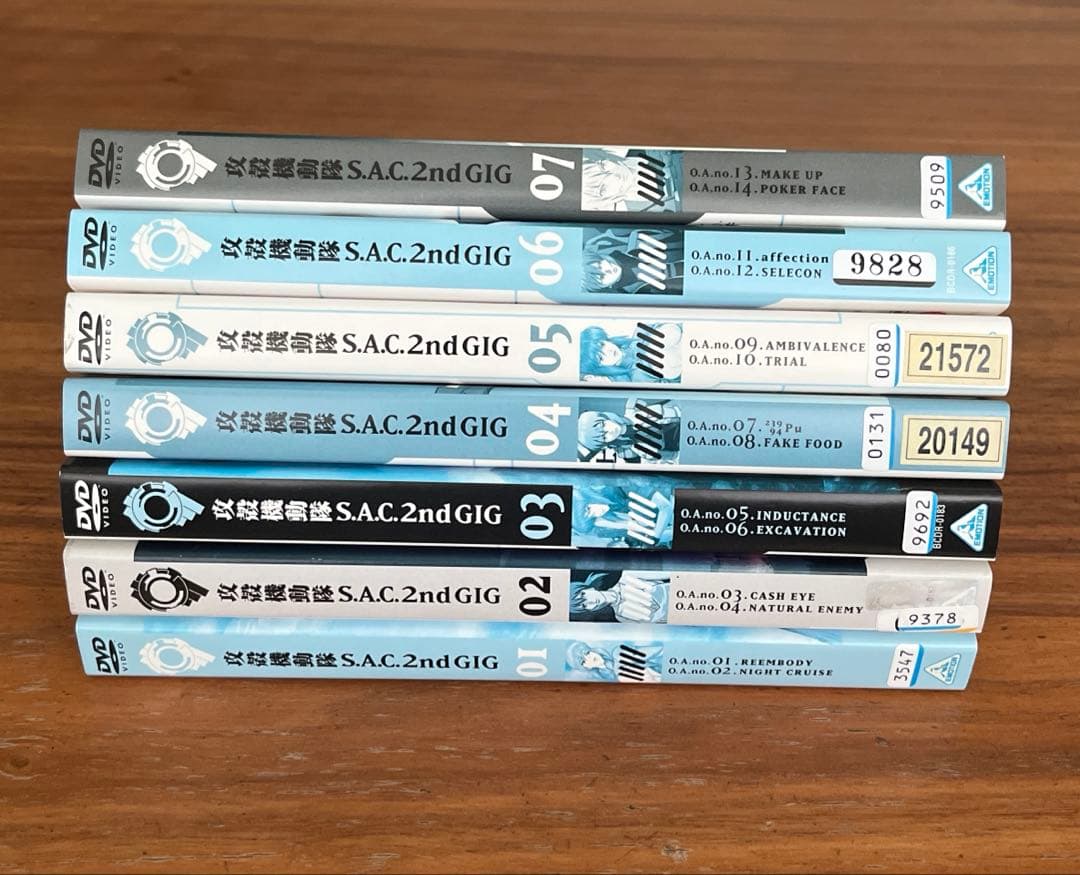 DVD
VIDEO
攻殻機動隊 S.A.C. 2nd GIG
07
O.A.no.13.MAKE UP
O.A.no.14.POKER FACE
9509
EMOTION
DVD
VIDEO
攻殻機動隊 S.A.C. 2nd GIG
06
O.A.no.11.affection
O.A.no.12.SELECON
9828
BCDR-0186
EMOTION
DVD
VIDEO
攻殻機動隊 S.A.C. 2nd GIG
05
O.A.no.09.AMBIVALENCE
O.A.no.10.TRIAL
0080
21572
DVD
VIDEO
攻殻機動隊 S.A.C. 2nd GIG
04
O.A.no.07.²³⁹₉₄Pu
O.A.no.08.FAKE FOOD
0131
20149
DVD
VIDEO
攻殻機動隊 S.A.C. 2nd GIG
03
O.A.no.05.INDUCTANCE
O.A.no.06.EXCAVATION
9692
BCDR-0183
EMOTION
DVD
VIDEO
攻殻機動隊 S.A.C. 2nd GIG
02
O.A.no.03.CASH EYE
O.A.no.04.NATURAL ENEMY
9378
DVD
VIDEO
攻殻機動隊 S.A.C. 2nd GIG
01
O.A.no.01.REEMBODY
O.A.no.02.NIGHT CRUISE
3547
EMOTION